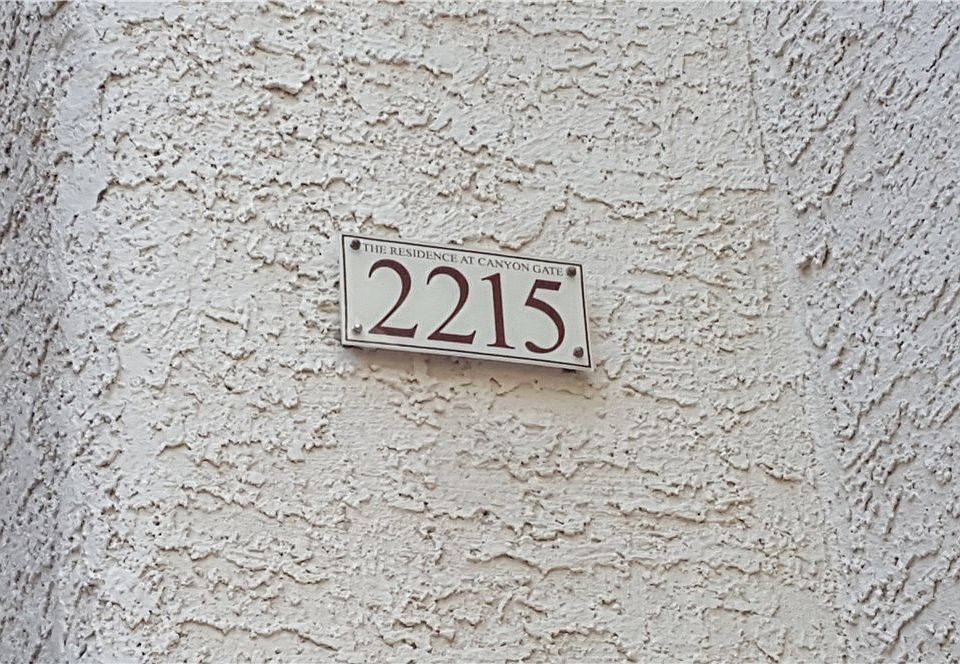 THE RESIDENCE AT CANYON GATE
2215